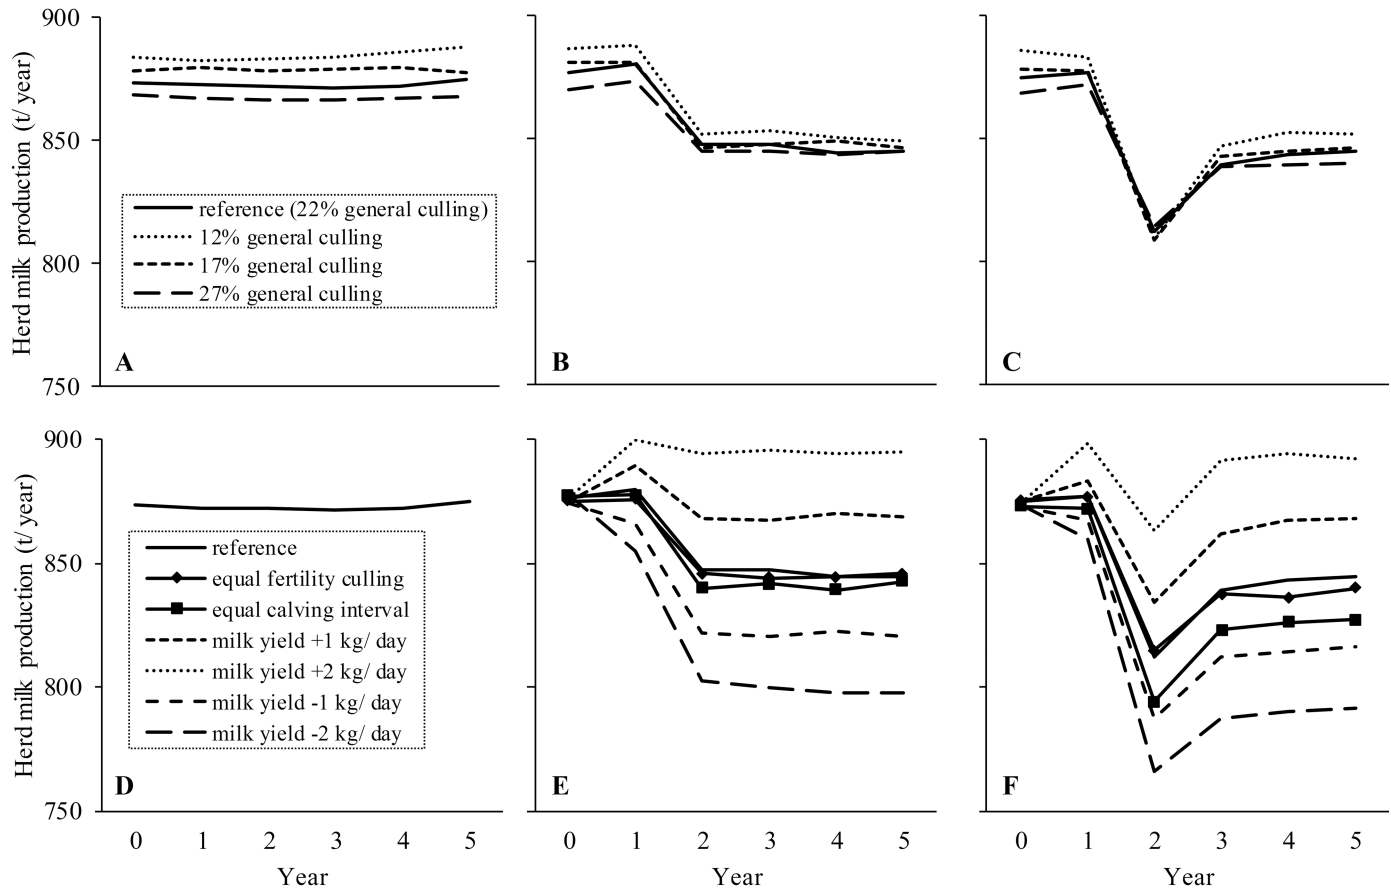 Herd milk production (t/ year)
900
850
800
750
reference (22% general culling)
12% general culling
17% general culling
27% general culling
A
B
C
Herd milk production (t/ year)
900
850
800
750
reference
equal fertility culling
equal calving interval
milk yield +1 kg/ day
milk yield +2 kg/ day
milk yield -1 kg/ day
milk yield -2 kg/ day
D
E
F
0 1 2 3 4 5
0 1 2 3 4 5
0 1 2 3 4 5
Year
Year
Year